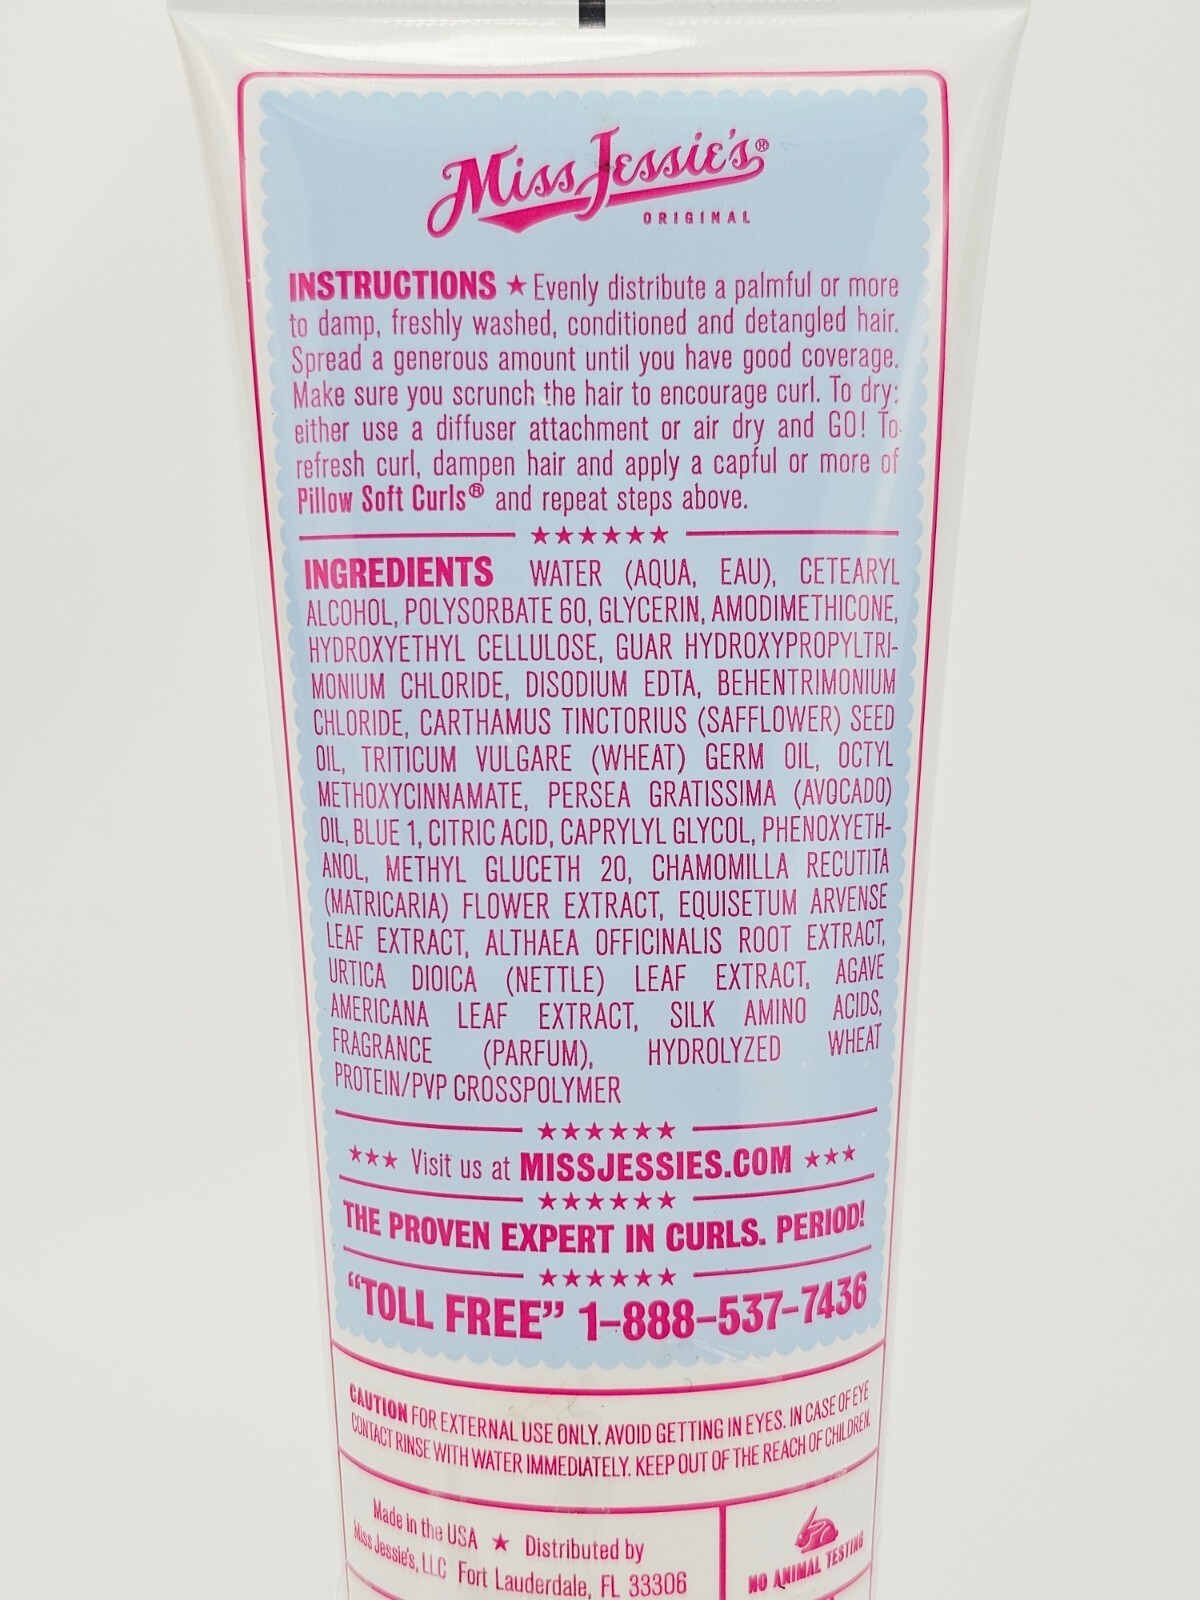 Miss Jessie's®
ORIGINAL
INSTRUCTIONS ★ Evenly distribute a palmful or more
to damp, freshly washed, conditioned and detangled hair.
Spread a generous amount until you have good coverage.
Make sure you scrunch the hair to encourage curl. To dry:
either use a diffuser attachment or air dry and GO! To
refresh curl, dampen hair and apply a capful or more of
Pillow Soft Curls® and repeat steps above.
★★★★★★
INGREDIENTS WATER (AQUA, EAU), CETEARYL
ALCOHOL, POLYSORBATE 60, GLYCERIN, AMODIMETHICONE,
HYDROXYETHYL CELLULOSE, GUAR HYDROXYPROPYLTRI-
MONIUM CHLORIDE, DISODIUM EDTA, BEHENTRIMONIUM
CHLORIDE, CARTHAMUS TINCTORIUS (SAFFLOWER) SEED
OIL, TRITICUM VULGARE (WHEAT) GERM OIL, OCTYL
METHOXYCINNAMATE, PERSEA GRATISSIMA (AVOCADO)
OIL, BLUE 1, CITRIC ACID, CAPRYLYL GLYCOL, PHENOXYETH-
ANOL, METHYL GLUCETH 20, CHAMOMILLA RECUTITA
(MATRICARIA) FLOWER EXTRACT, EQUISETUM ARVENSE
LEAF EXTRACT, ALTHAEA OFFICINALIS ROOT EXTRACT,
URTICA DIOICA (NETTLE) LEAF EXTRACT, AGAVE
AMERICANA LEAF EXTRACT, SILK AMINO ACIDS,
FRAGRANCE (PARFUM), HYDROLYZED WHEAT
PROTEIN/PVP CROSSPOLYMER
★★★★★★
★★★ Visit us at MISSJESSIES.COM ★★★
★★★★★★
THE PROVEN EXPERT IN CURLS. PERIOD!
★★★★★★
“TOLL FREE” 1-888-537-7436
CAUTION FOR EXTERNAL USE ONLY. AVOID GETTING IN EYES. IN CASE OF EYE
CONTACT RINSE WITH WATER IMMEDIATELY. KEEP OUT OF THE REACH OF CHILDREN.
Made in the USA ★ Distributed by
Miss Jessie's, LLC Fort Lauderdale, FL 33306
NO ANIMAL TESTING